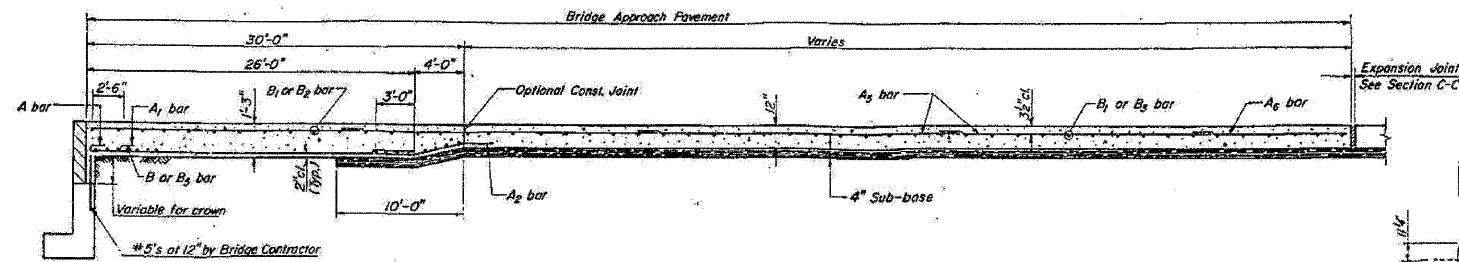 Bridge Approach Pavement
30'-0"
Varies
26'-0"
4'-0"
Expansion Joint
See Section C-C
2'-6"
B₁ or B₂ bar
3'-0"
A bar
A₁ bar
1'-3"
Optional Const. Joint
12"
A₅ bar
3½" cl.
B₁ or B₃ bar
A₆ bar
B or B₃ bar
2" cl.
(Typ.)
A₂ bar
4" Sub-base
Variable for crown
10'-0"
#5's at 12" by Bridge Contractor